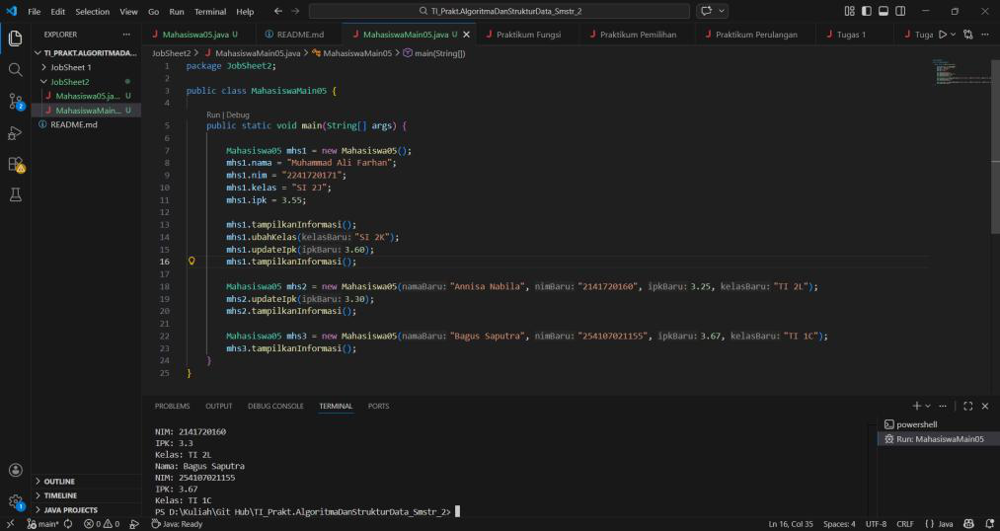 File Edit Selection View Go Run Terminal Help
TI_Prakt.AlgoritmaDanStrukturData_Smstr_2
EXPLORER
TI_PRAKT.ALGORITMADA...
JobSheet 1
JobSheet2
J Mahasiswa05.ja... U
J MahasiswaMain... U
README.md
OUTLINE
TIMELINE
JAVA PROJECTS
J Mahasiswa05.java U
README.md
J MahasiswaMain05.java U
J Praktikum Fungsi
J Praktikum Pemilihan
J Praktikum Perulangan
J Tugas 1
J Tuga
JobSheet2 > J MahasiswaMain05.java > MahasiswaMain05 > main(String[])
1 package JobSheet2;
2
3 public class MahasiswaMain05 {
4
Run | Debug
5 public static void main(String[] args) {
6
7 Mahasiswa05 mhs1 = new Mahasiswa05();
8 mhs1.nama = "Muhammad Ali Farhan";
9 mhs1.nim = "2241720171";
10 mhs1.kelas = "SI 2J";
11 mhs1.ipk = 3.55;
12
13 mhs1.tampilkanInformasi();
14 mhs1.ubahKelas(kelasBaru: "SI 2K");
15 mhs1.updateIpk(ipkBaru: 3.60);
16 mhs1.tampilkanInformasi();
17
18 Mahasiswa05 mhs2 = new Mahasiswa05(namaBaru: "Annisa Nabila", nimBaru: "2141720160", ipkBaru: 3.25, kelasBaru: "TI 2L");
19 mhs2.updateIpk(ipkBaru: 3.30);
20 mhs2.tampilkanInformasi();
21
22 Mahasiswa05 mhs3 = new Mahasiswa05(namaBaru: "Bagus Saputra", nimBaru: "254107021155", ipkBaru: 3.67, kelasBaru: "TI 1C");
23 mhs3.tampilkanInformasi();
24 }
25 }
PROBLEMS OUTPUT DEBUG CONSOLE TERMINAL PORTS
NIM: 2141720160
IPK: 3.3
Kelas: TI 2L
Nama: Bagus Saputra
NIM: 254107021155
IPK: 3.67
Kelas: TI 1C
PS D:\Kuliah\Git Hub\TI_Prakt.AlgoritmaDanStrukturData_Smstr_2>
powershell
Run: MahasiswaMain05
2
1
main* 0 0 Java: Ready Ln 16, Col 35 Spaces: 4 UTF-8 CRLF {} Java